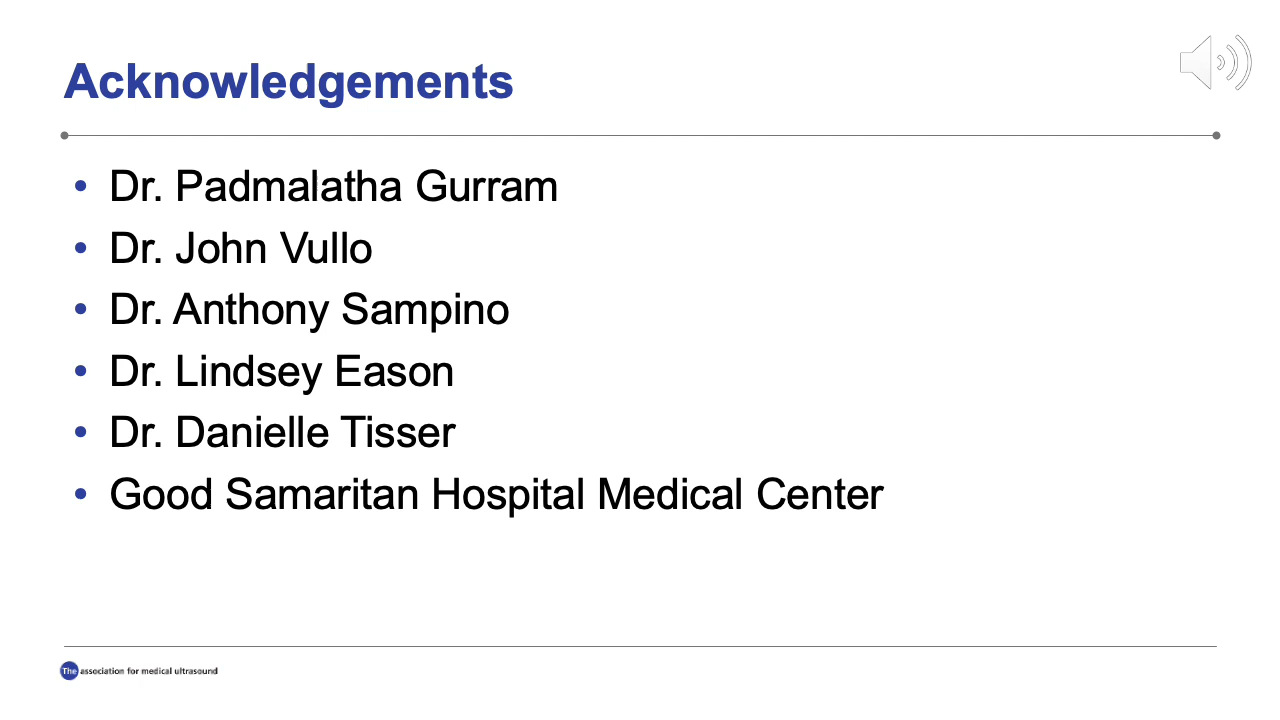 Acknowledgements
• Dr. Padmalatha Gurram
• Dr. John Vullo
• Dr. Anthony Sampino
• Dr. Lindsey Eason
• Dr. Danielle Tisser
• Good Samaritan Hospital Medical Center
The association for medical ultrasound